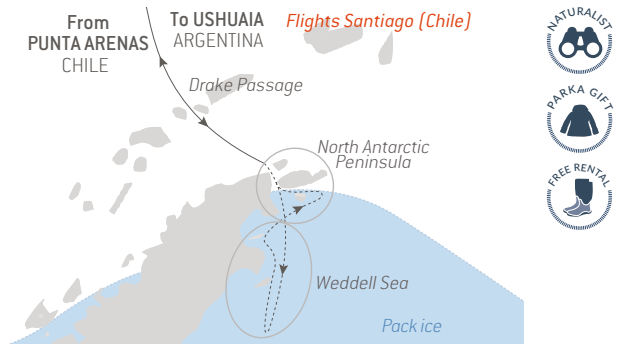 From
PUNTA ARENAS
CHILE
To USHUAIA
ARGENTINA
Flights Santiago (Chile)
Drake Passage
North Antarctic
Peninsula
Weddell Sea
Pack ice
NATURALIST
PARKA GIFT
FREE RENTAL